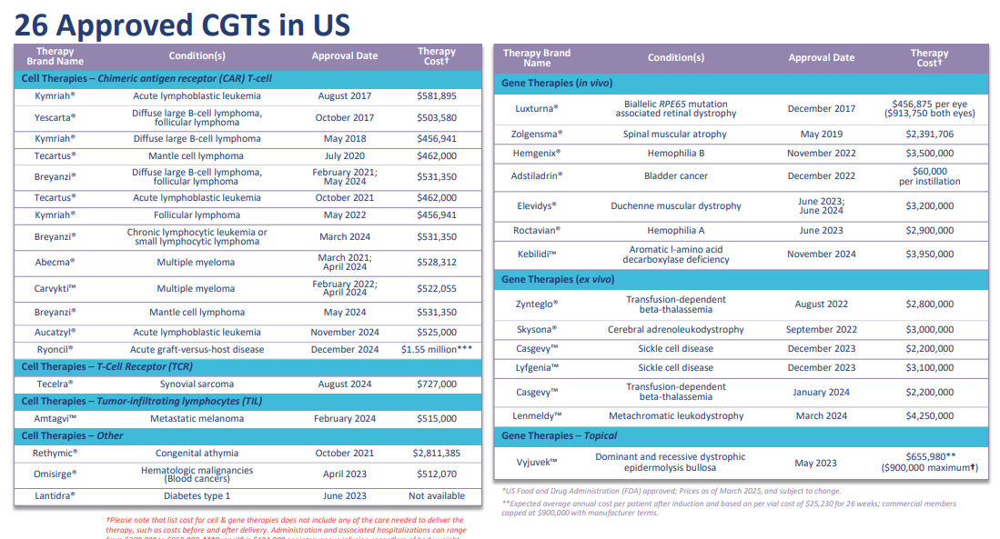 26 Approved CGTs in US
Therapy
Brand Name
Condition(s)
Approval Date
Therapy
Cost†
Cell Therapies – Chimeric antigen receptor (CAR) T-cell
Kymriah® Acute lymphoblastic leukemia August 2017 $581,895
Yescarta® Diffuse large B-cell lymphoma,
follicular lymphoma October 2017 $503,580
Kymriah® Diffuse large B-cell lymphoma May 2018 $456,941
Tecartus® Mantle cell lymphoma July 2020 $462,000
Breyanzi® Diffuse large B-cell lymphoma,
follicular lymphoma
February 2021;
May 2024
$531,350
Tecartus® Acute lymphoblastic leukemia October 2021 $462,000
Kymriah® Follicular lymphoma May 2022 $456,941
Breyanzi® Chronic lymphocytic leukemia or
small lymphocytic lymphoma March 2024 $531,350
Abecma® Multiple myeloma March 2021;
April 2024
$528,312
Carvykti™ Multiple myeloma February 2022;
April 2024
$522,055
Breyanzi® Mantle cell lymphoma May 2024 $531,350
Aucatzyl® Acute lymphoblastic leukemia November 2024 $525,000
Ryoncil® Acute graft-versus-host disease December 2024 $1.55 million***
Cell Therapies – T-Cell Receptor (TCR)
Tecelra® Synovial sarcoma August 2024 $727,000
Cell Therapies – Tumor-infiltrating lymphocytes (TIL)
Amtagvi™ Metastatic melanoma February 2024 $515,000
Cell Therapies – Other
Rethymic® Congenital athymia October 2021 $2,811,385
Omisirge® Hematologic malignancies
(Blood cancers) April 2023 $512,070
Lantidra® Diabetes type 1 June 2023 Not available
†Please note that list cost for cell & gene therapies does not include any of the care needed to deliver the
therapy, such as costs before and after delivery. Administration and associated hospitalizations can range
Therapy Brand
Name
Condition(s)
Approval Date
Therapy
Cost†
Gene Therapies (in vivo)
Luxturna® Biallelic RPE65 mutation
associated retinal dystrophy December 2017 $456,875 per eye
($913,750 both eyes)
Zolgensma® Spinal muscular atrophy May 2019 $2,391,706
Hemgenix® Hemophilia B November 2022 $3,500,000
Adstiladrin® Bladder cancer December 2022 $60,000
per instillation
Elevidys® Duchenne muscular dystrophy June 2023;
June 2024
$3,200,000
Roctavian® Hemophilia A June 2023 $2,900,000
Kebilidi™ Aromatic l-amino acid
decarboxylase deficiency November 2024 $3,950,000
Gene Therapies (ex vivo)
Zynteglo® Transfusion-dependent
beta-thalassemia August 2022 $2,800,000
Skysona® Cerebral adrenoleukodystrophy September 2022 $3,000,000
Casgevy™ Sickle cell disease December 2023 $2,200,000
Lyfgenia™ Sickle cell disease December 2023 $3,100,000
Casgevy™ Transfusion-dependent
beta-thalassemia January 2024 $2,200,000
Lenmeldy™ Metachromatic leukodystrophy March 2024 $4,250,000
Gene Therapies – Topical
Vyjuvek™ Dominant and recessive dystrophic
epidermolysis bullosa May 2023 $655,980**
($900,000 maximum†)
*US Food and Drug Administration (FDA) approved; Prices as of March 2025, and subject to change.
**Expected average annual cost per patient after induction and based on per vial cost of $25,230 for 26 weeks; commercial members
capped at $900,000 with manufacturer terms.